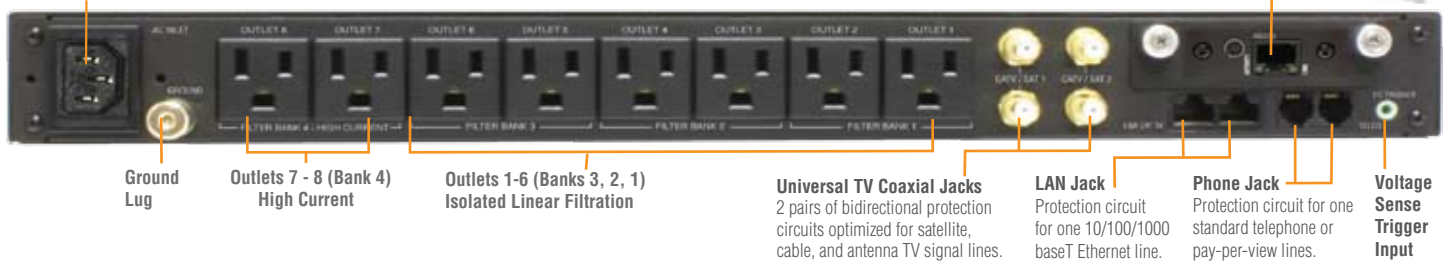 AC INLET
OUTLET 8 OUTLET 7 OUTLET 6 OUTLET 5 OUTLET 4 OUTLET 3 OUTLET 2 OUTLET 1
CATV / SAT 1 CATV / SAT 2
GROUND
FILTER BANK 4 / HIGH CURRENT
FILTER BANK 3
FILTER BANK 2
FILTER BANK 1
Ground
Lug
Outlets 7 - 8 (Bank 4)
High Current
Outlets 1-6 (Banks 3, 2, 1)
Isolated Linear Filtration
Universal TV Coaxial Jacks
2 pairs of bidirectional protection
circuits optimized for satellite,
cable, and antenna TV signal lines.
LAN Jack
Protection circuit
for one 10/100/1000
baseT Ethernet line.
Phone Jack
Protection circuit for one
standard telephone or
pay-per-view lines.
Voltage
Sense
Trigger
Input